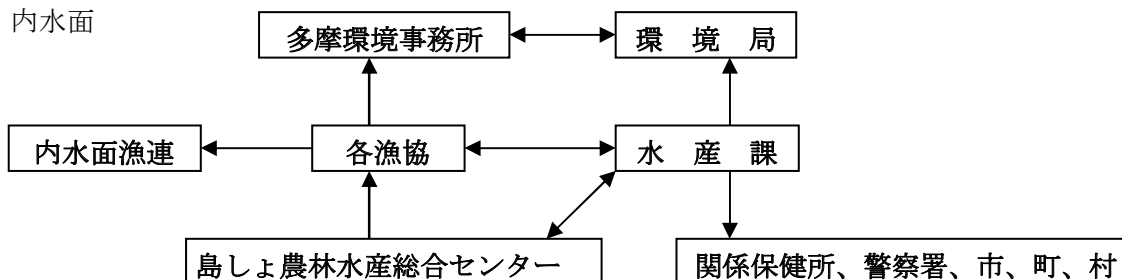 内水面
多摩環境事務所
環　境　局
内水面漁連
各漁協
水　産　課
島しょ農林水産総合センター
関係保健所、警察署、市、町、村